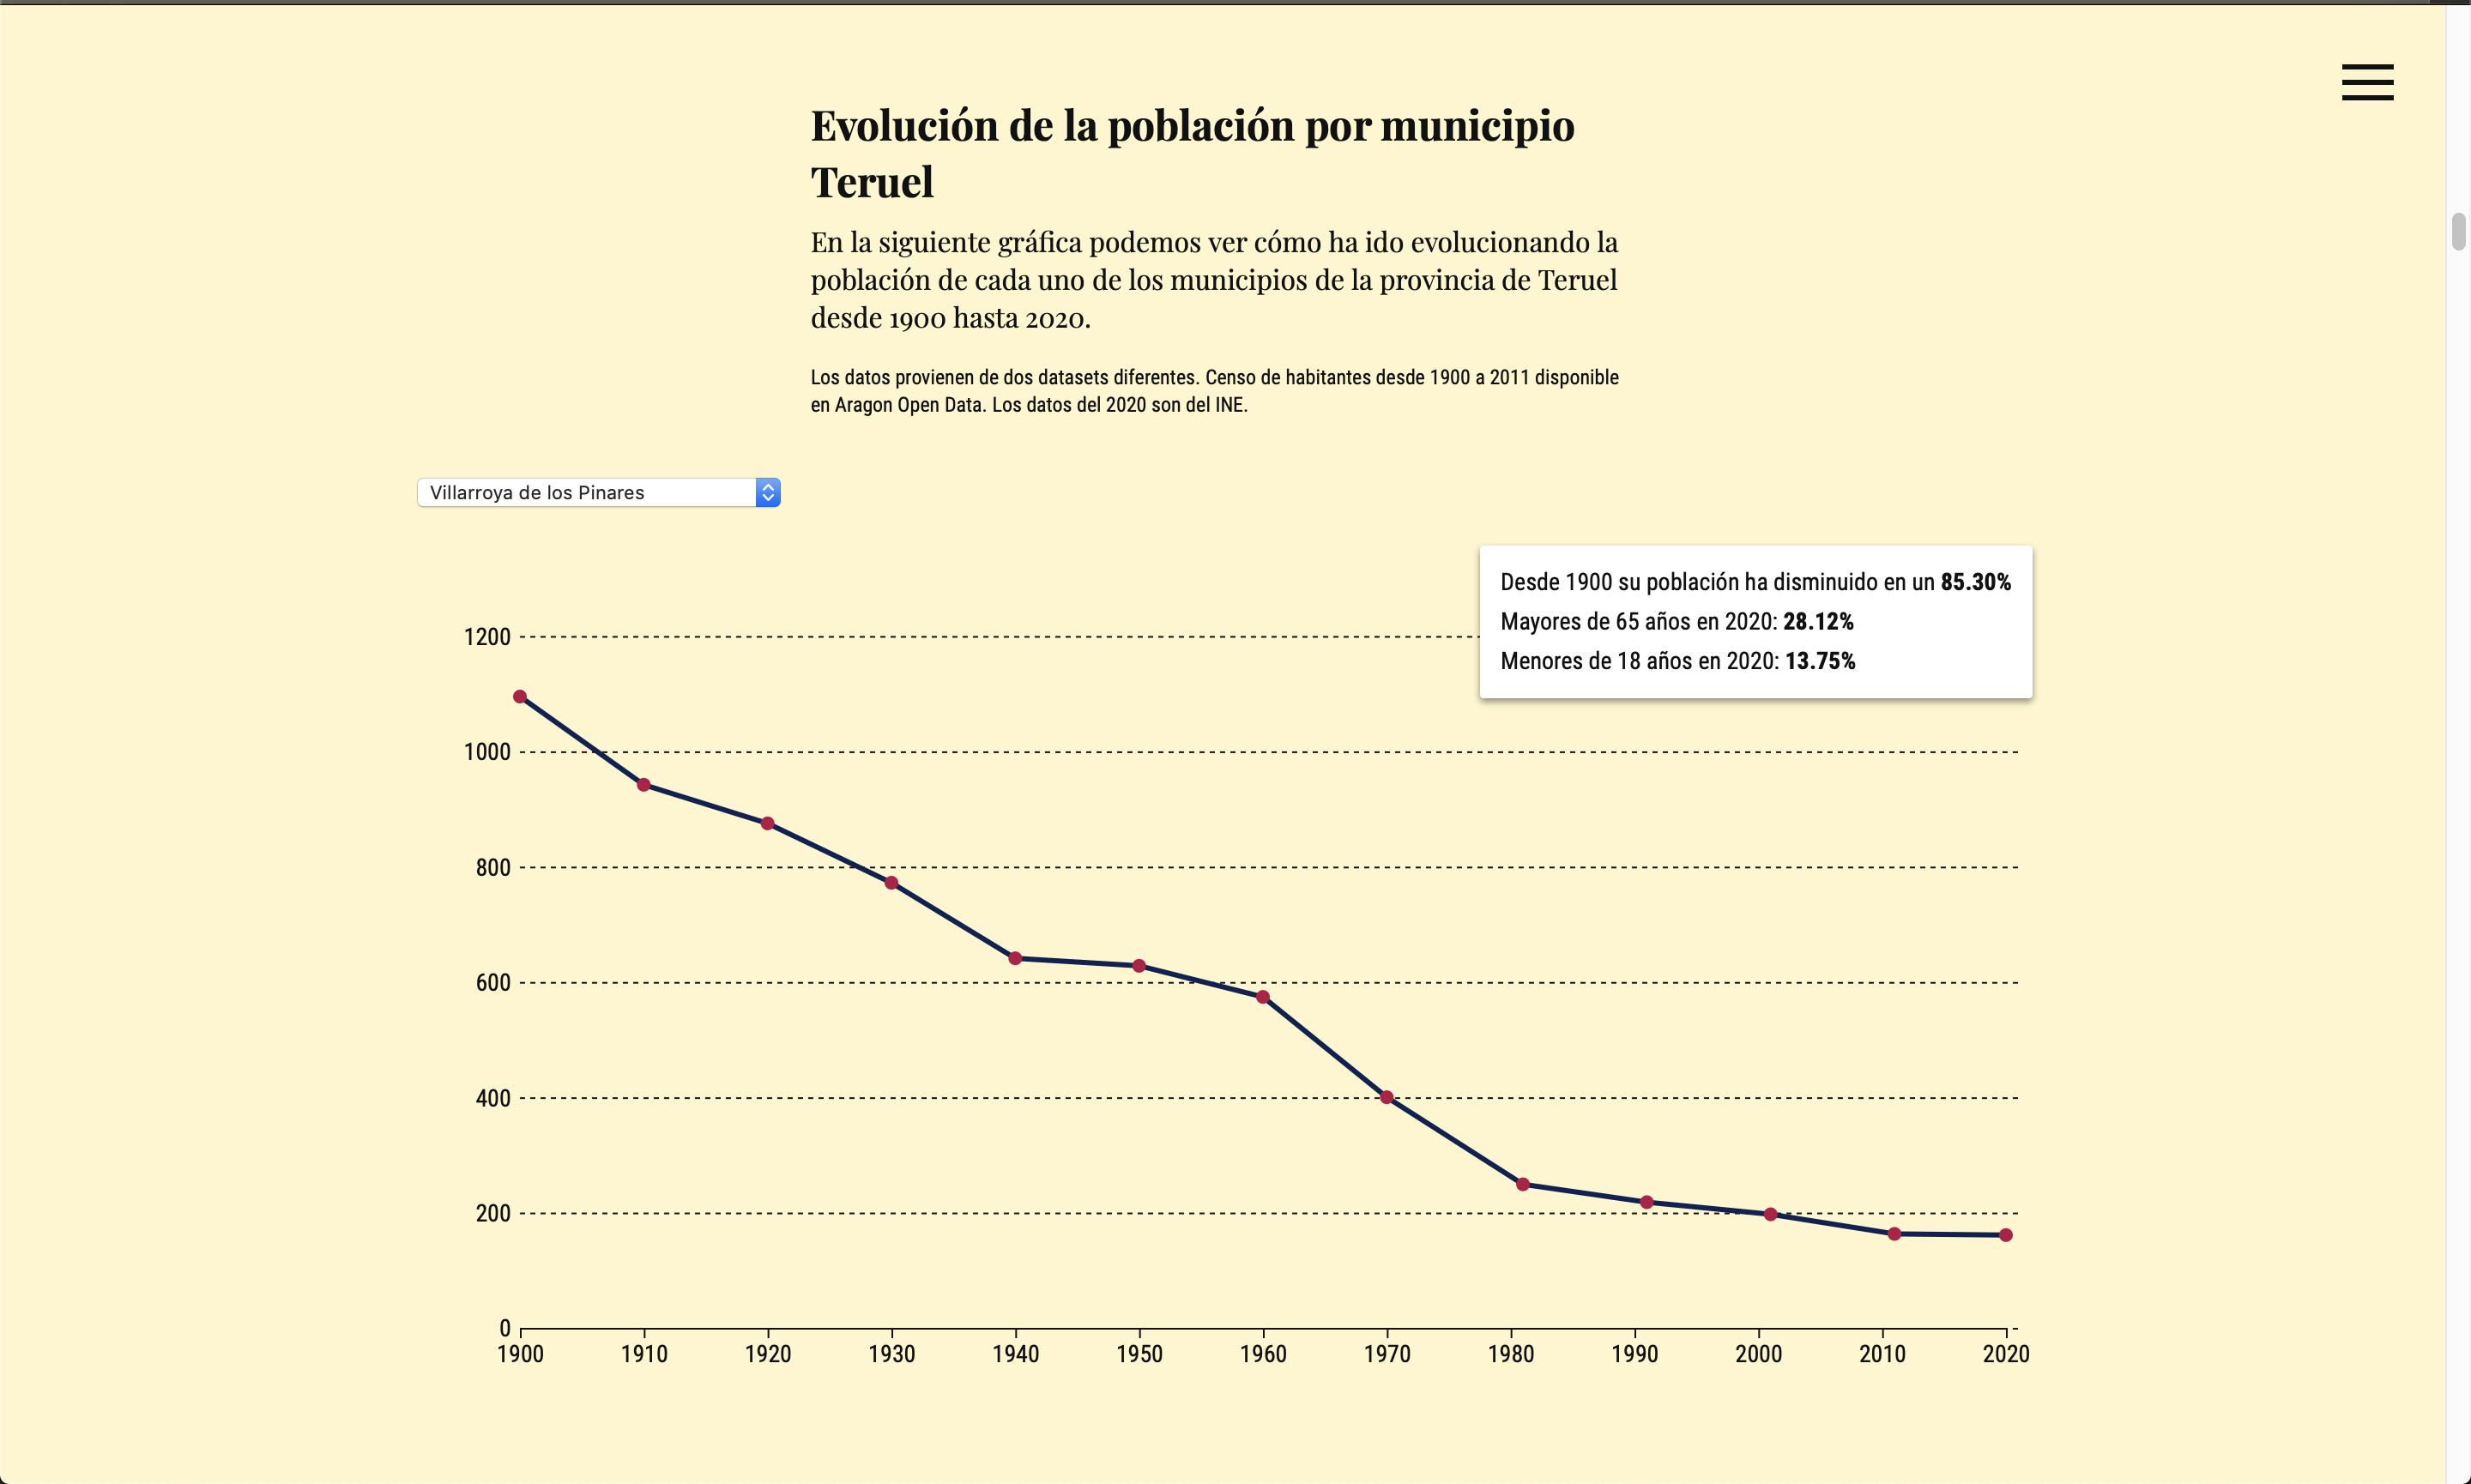 Evolución de la población por municipio
Teruel
En la siguiente gráfica podemos ver cómo ha ido evolucionando la
población de cada uno de los municipios de la provincia de Teruel
desde 1900 hasta 2020.
Los datos provienen de dos datasets diferentes. Censo de habitantes desde 1900 a 2011 disponible
en Aragon Open Data. Los datos del 2020 son del INE.
Villarroya de los Pinares
Desde 1900 su población ha disminuido en un 85.30%
Mayores de 65 años en 2020: 28.12%
Menores de 18 años en 2020: 13.75%
1200
1000
800
600
400
200
0
1900 1910 1920 1930 1940 1950 1960 1970 1980 1990 2000 2010 2020